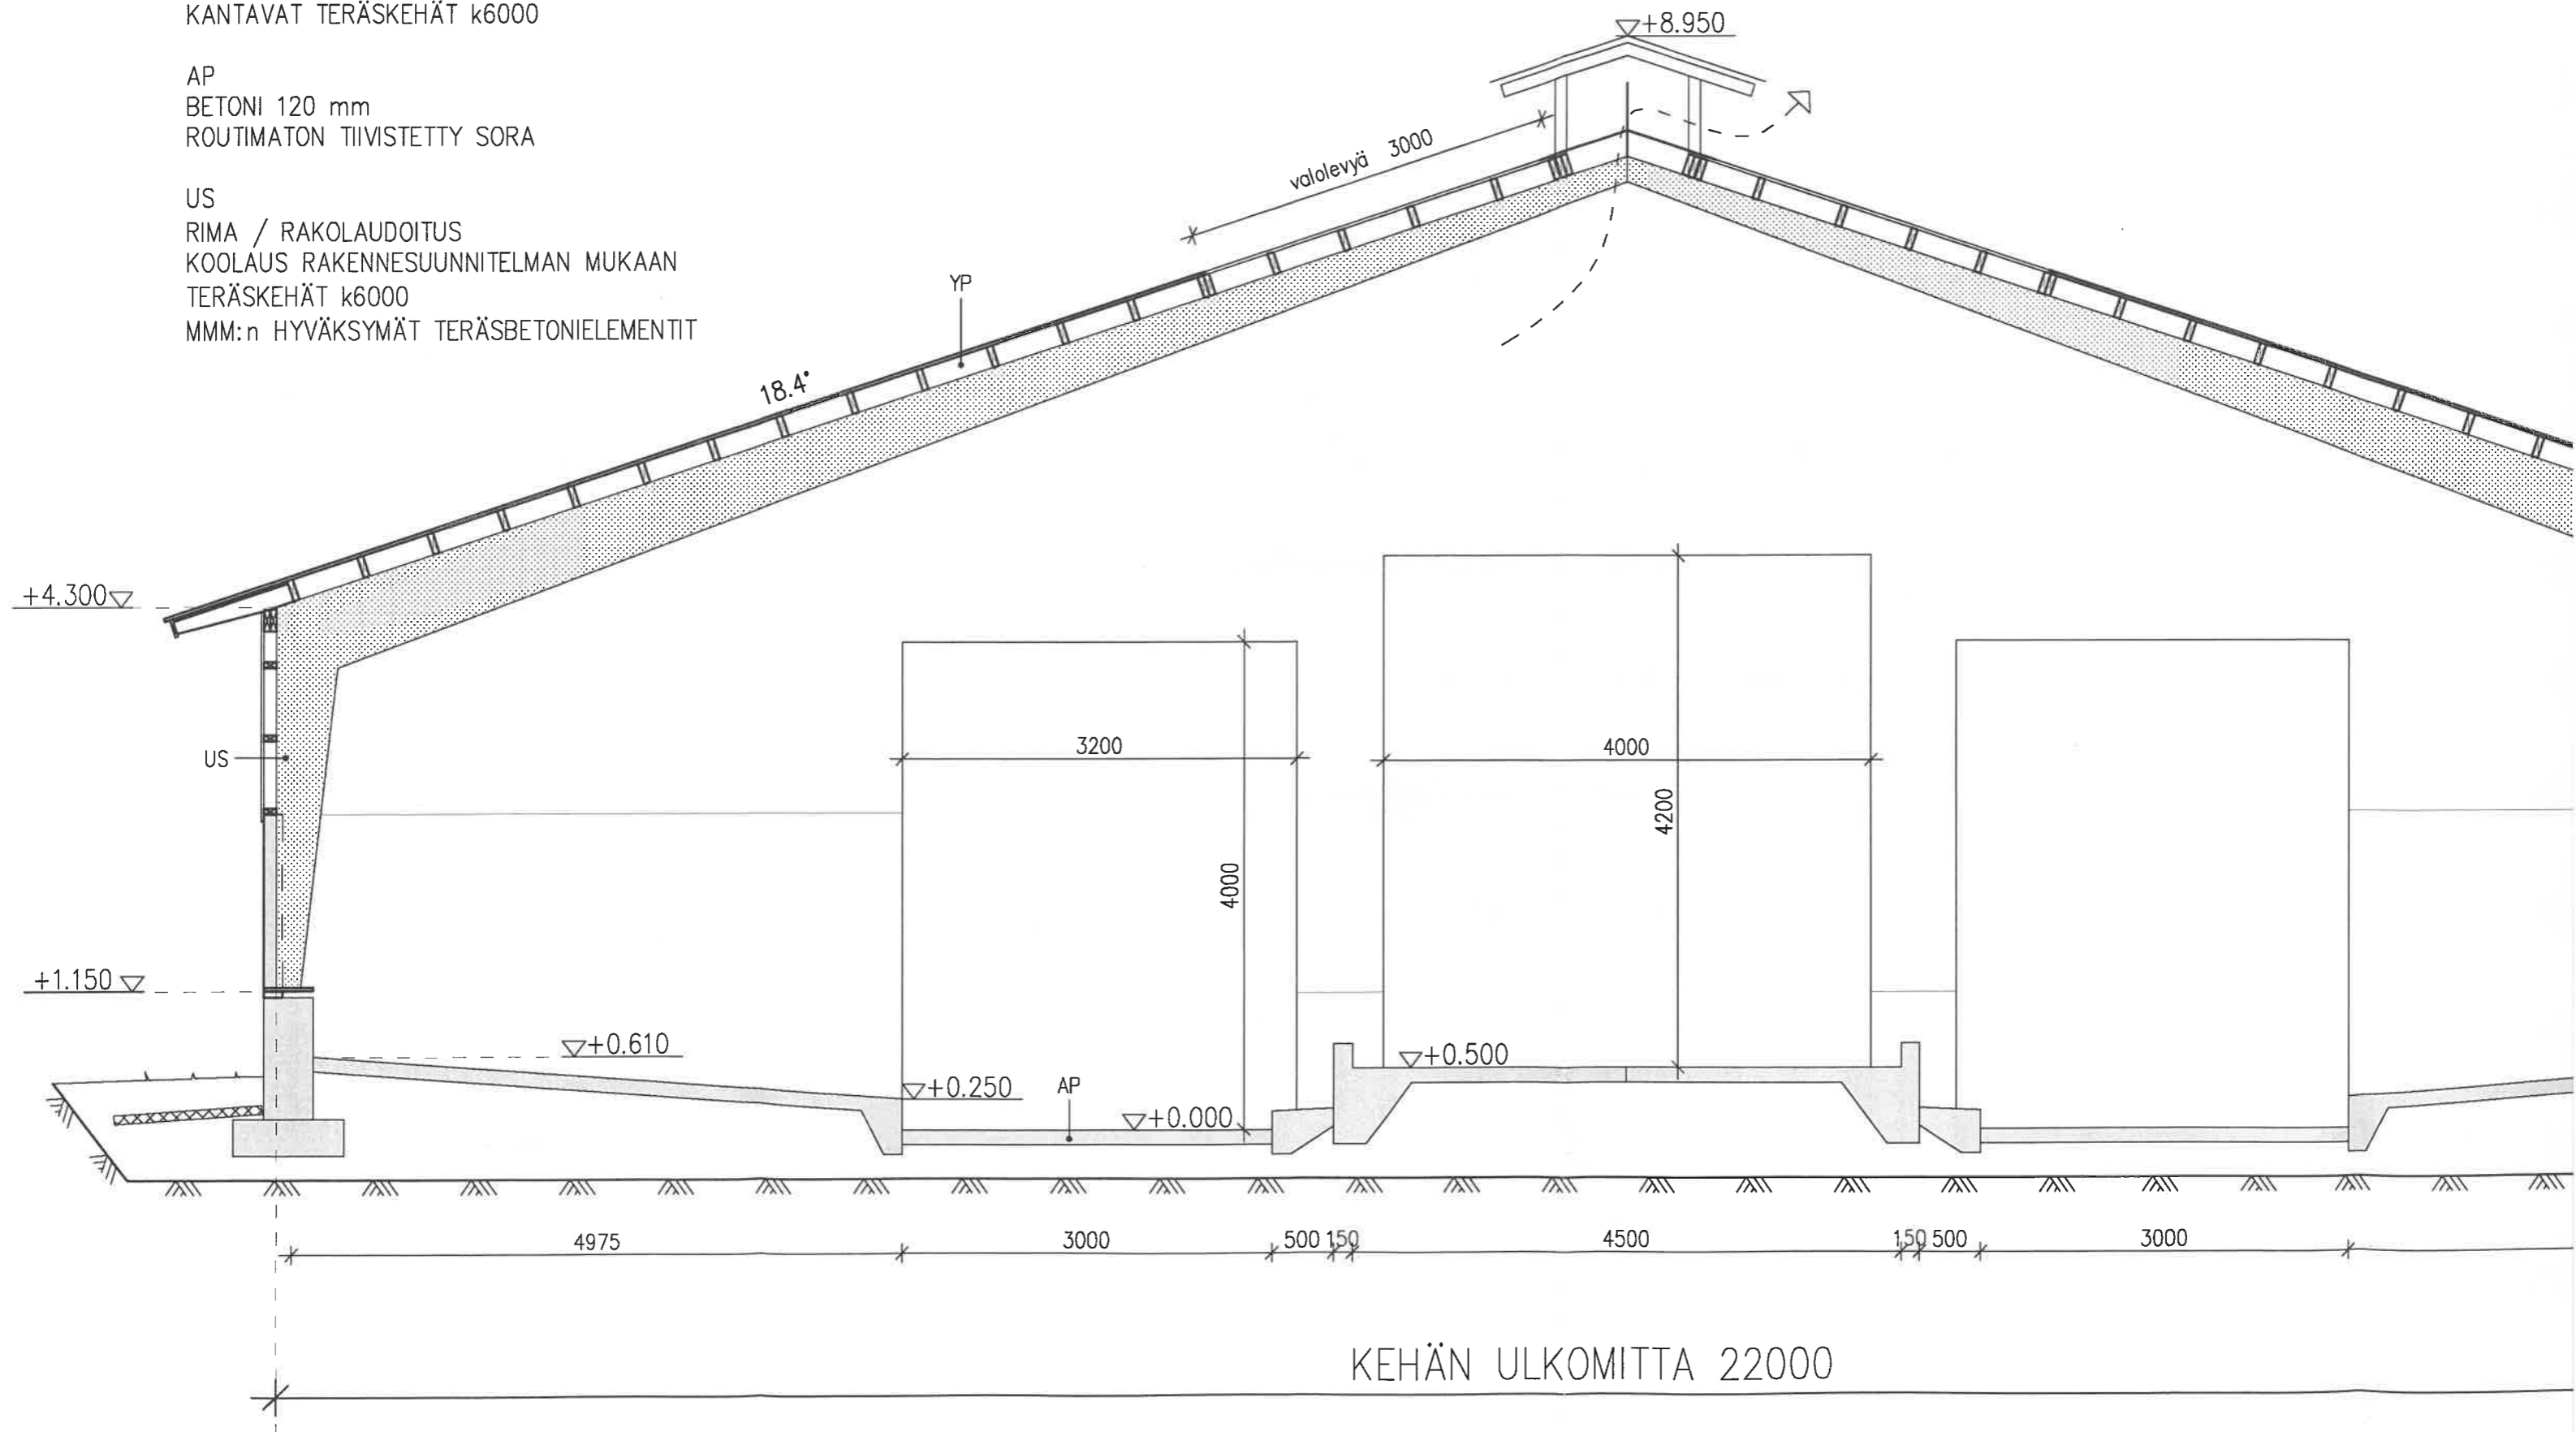 KANTAVAT TERÄSKEHÄT k6000
AP
BETONI 120 mm
ROUTIMATON TIIVISTETTY SORA
US
RIMA / RAKOLAUDOITUS
KOOLAUS RAKENNESUUNNITELMAN MUKAAN
TERÄSKEHÄT k6000
MMM:n HYVÄKSYMÄT TERÄSBETONIELEMENTIT
+8.950
valolevyä 3000
YP
18.4°
+4.300
US
3200
4000
4200
4000
+1.150
+0.610
+0.500
+0.250
AP
+0.000
4975 3000 500 150 4500 150 500 3000
KEHÄN ULKOMITTA 22000